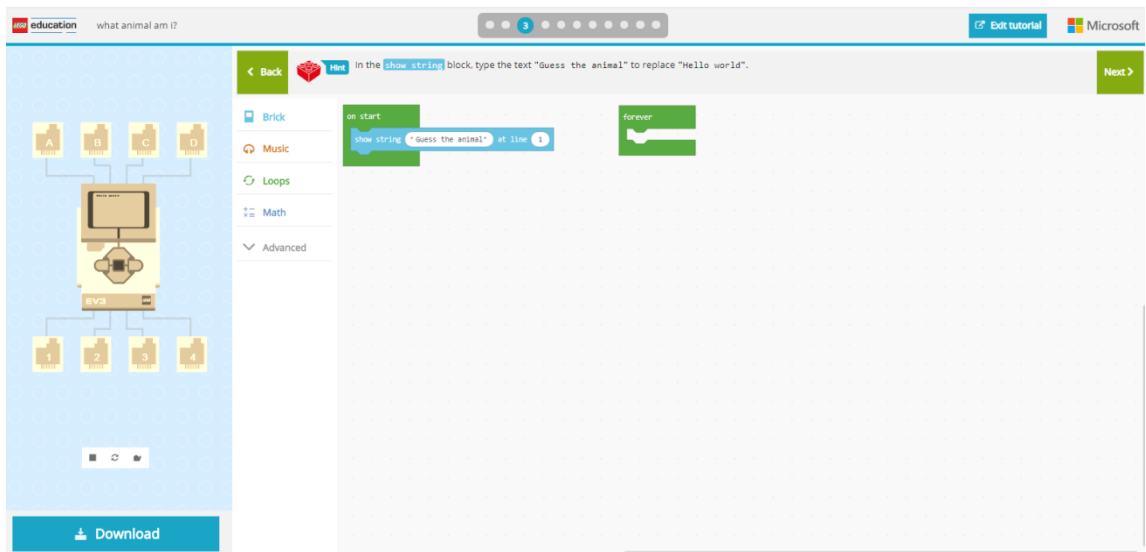 LEGO education what animal am i? 3 Exit tutorial Microsoft
Back Hint In the show string block, type the text "Guess the animal" to replace "Hello world". Next
Brick
Music
Loops
Math
Advanced
on start
show string "Guess the animal" at line 1
forever
A B C D
EV3
1 2 3 4
Download